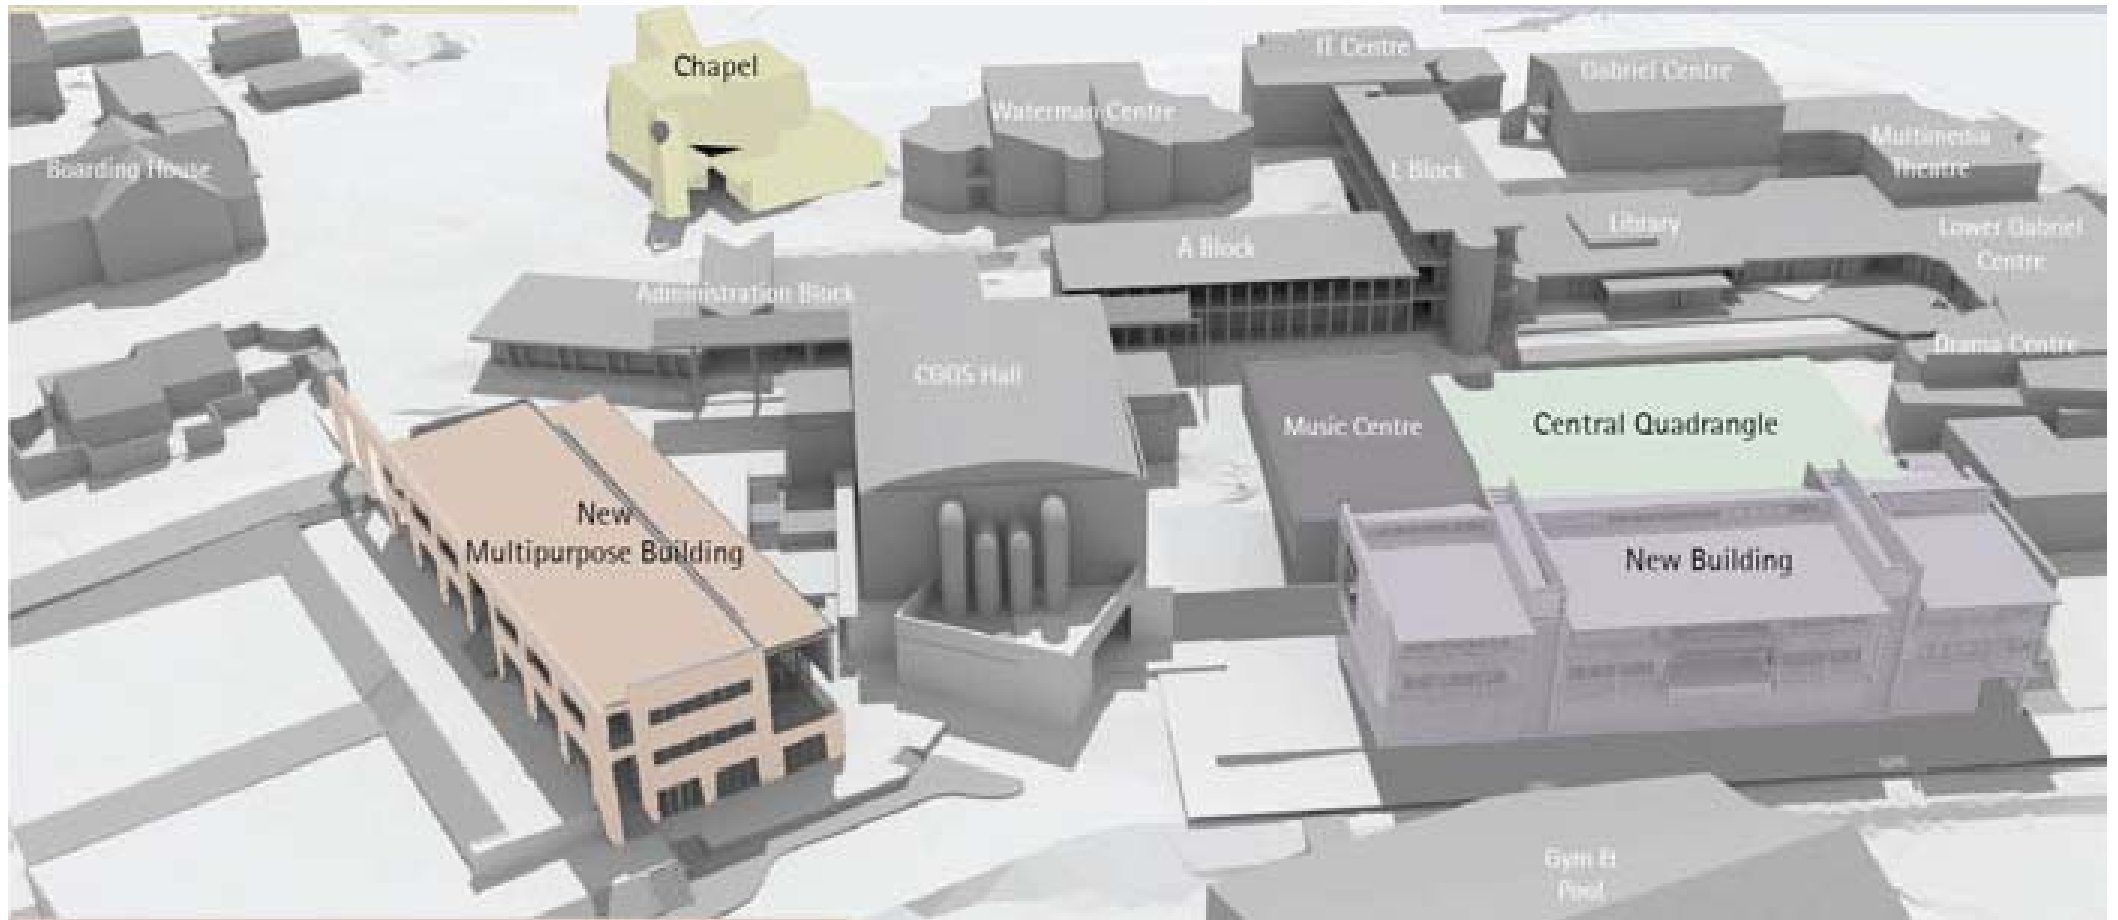 Chapel
IT Centre
Gabriel Centre
Waterman Centre
Multimedia
Theatre
Boarding House
L Block
Library
Lower Gabriel
Centre
A Block
Administration Block
Drama Centre
CGGS Hall
Music Centre
Central Quadrangle
New
Multipurpose Building
New Building
Gym &
Pool